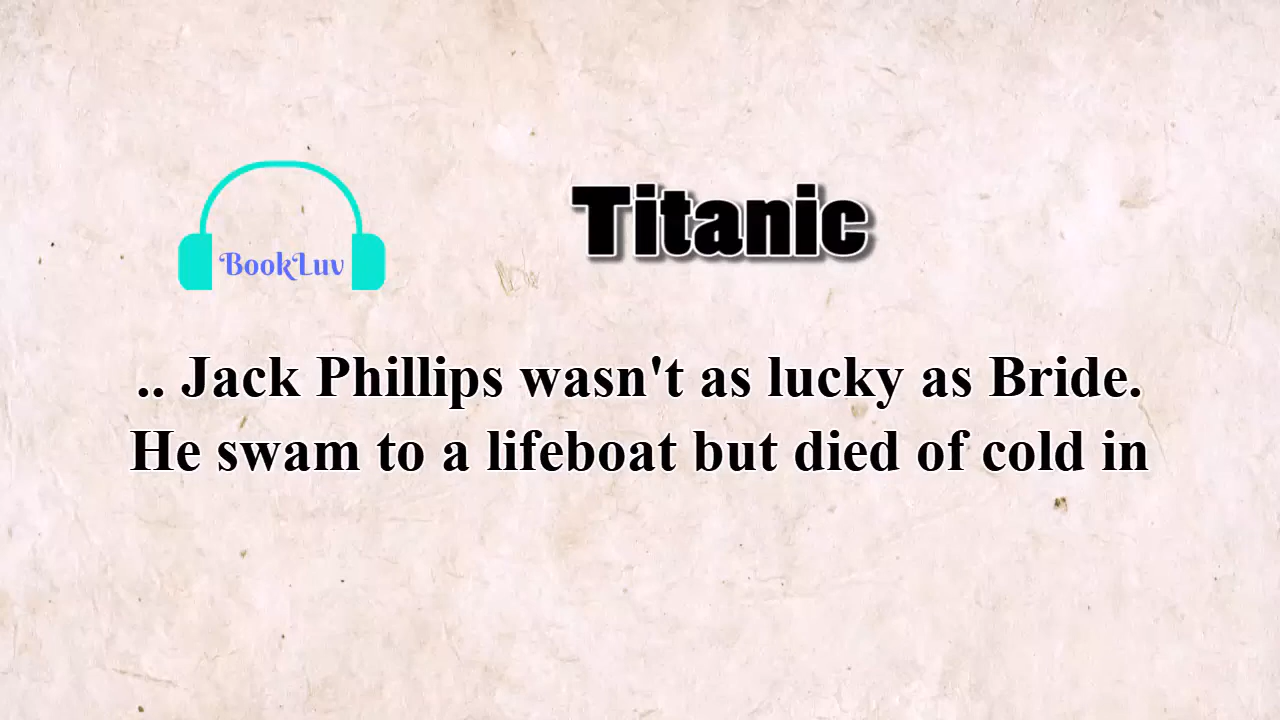 BookLuv
Titanic
.. Jack Phillips wasn't as lucky as Bride.
He swam to a lifeboat but died of cold in